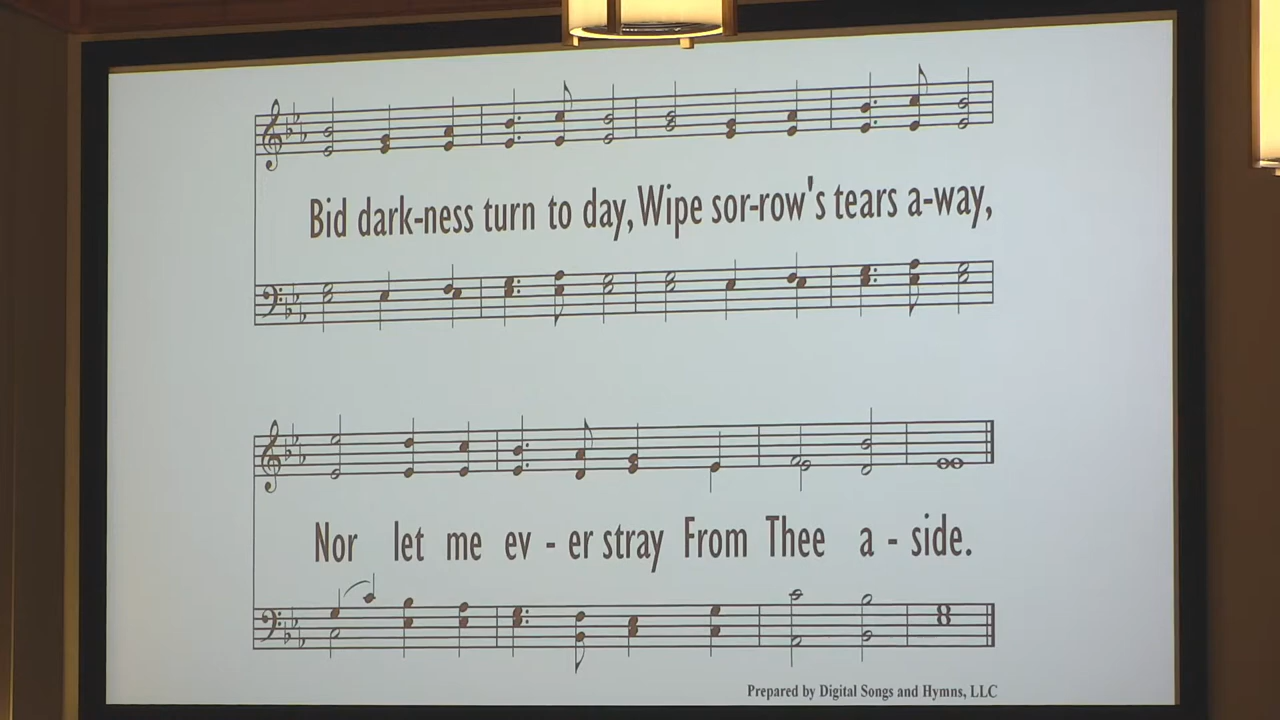 Bid dark-ness turn to day, Wipe sor-row's tears a-way,
Nor let me ev - er stray From Thee a - side.
Prepared by Digital Songs and Hymns, LLC